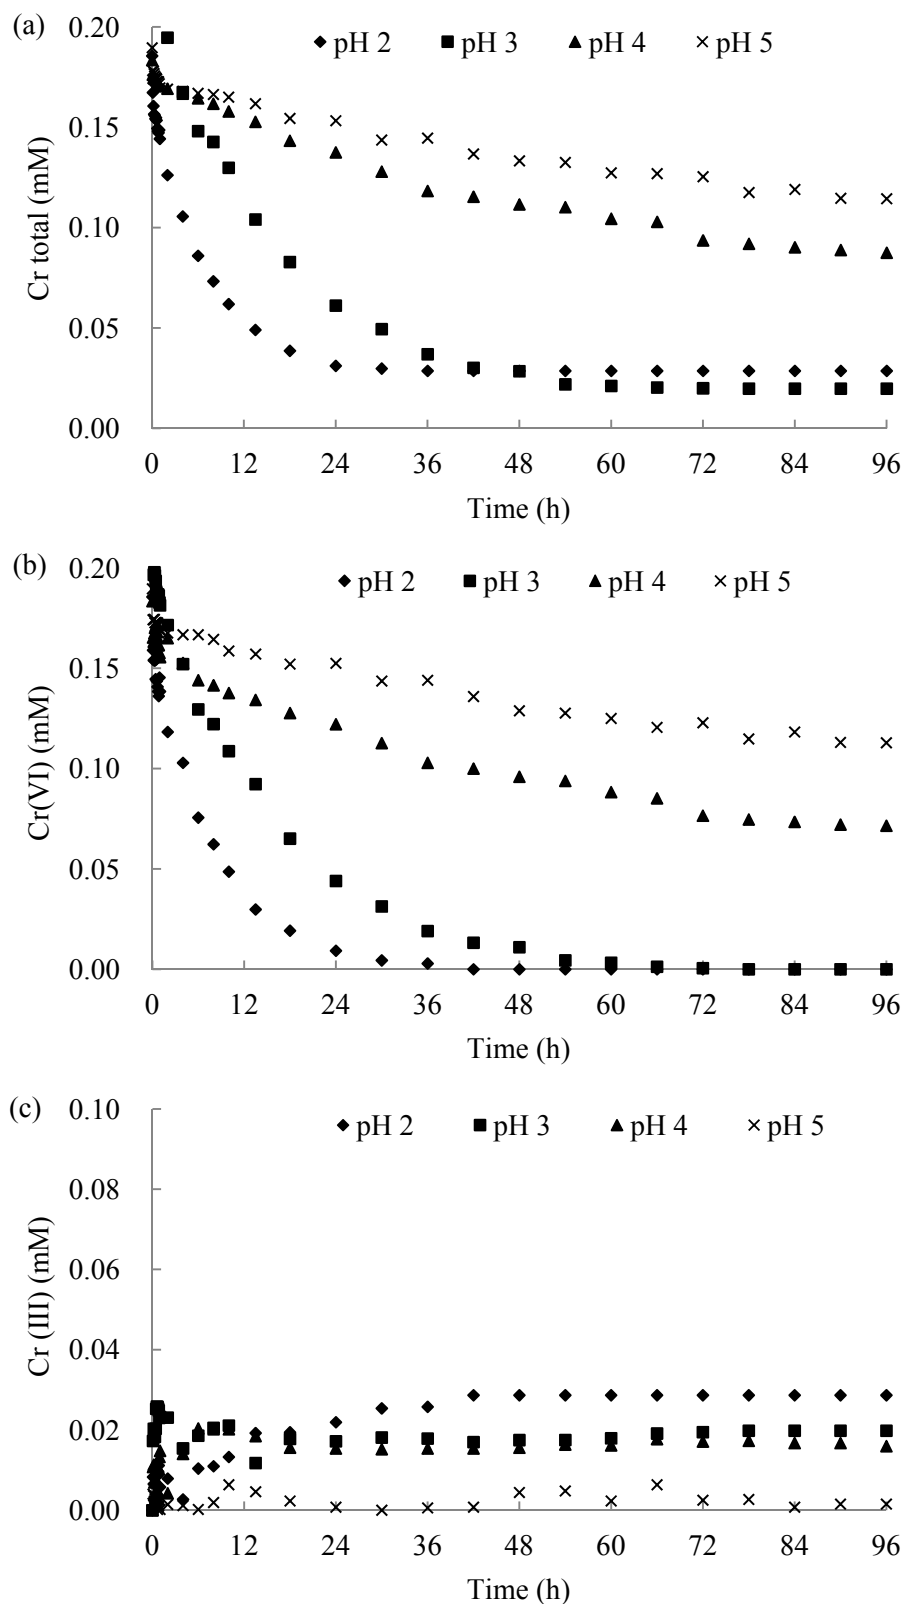 (a)
pH 2 pH 3 pH 4 pH 5
0.20
0.15
0.10
0.05
0.00
Cr total (mM)
0 12 24 36 48 60 72 84 96
Time (h)
(b)
pH 2 pH 3 pH 4 pH 5
0.20
0.15
0.10
0.05
0.00
Cr(VI) (mM)
0 12 24 36 48 60 72 84 96
Time (h)
(c)
pH 2 pH 3 pH 4 pH 5
0.10
0.08
0.06
0.04
0.02
0.00
Cr (III) (mM)
0 12 24 36 48 60 72 84 96
Time (h)